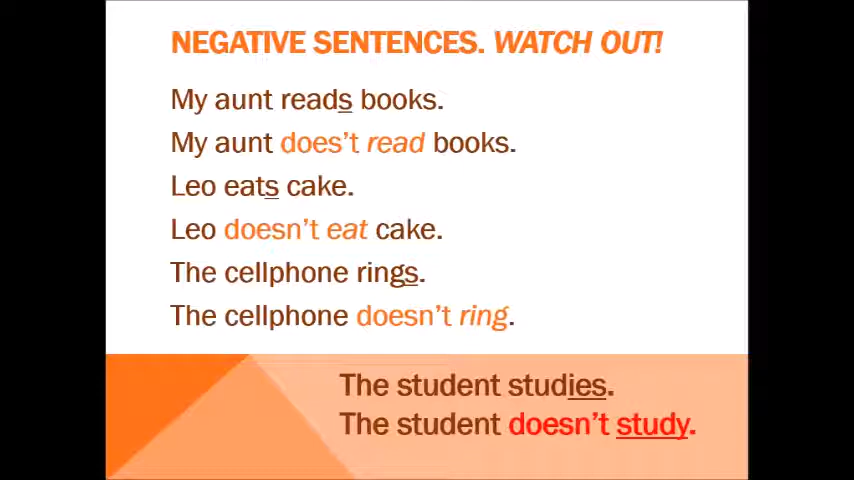 NEGATIVE SENTENCES. WATCH OUT!
My aunt reads books.
My aunt does't read books.
Leo eats cake.
Leo doesn't eat cake.
The cellphone rings.
The cellphone doesn't ring.
The student studies.
The student doesn't study.